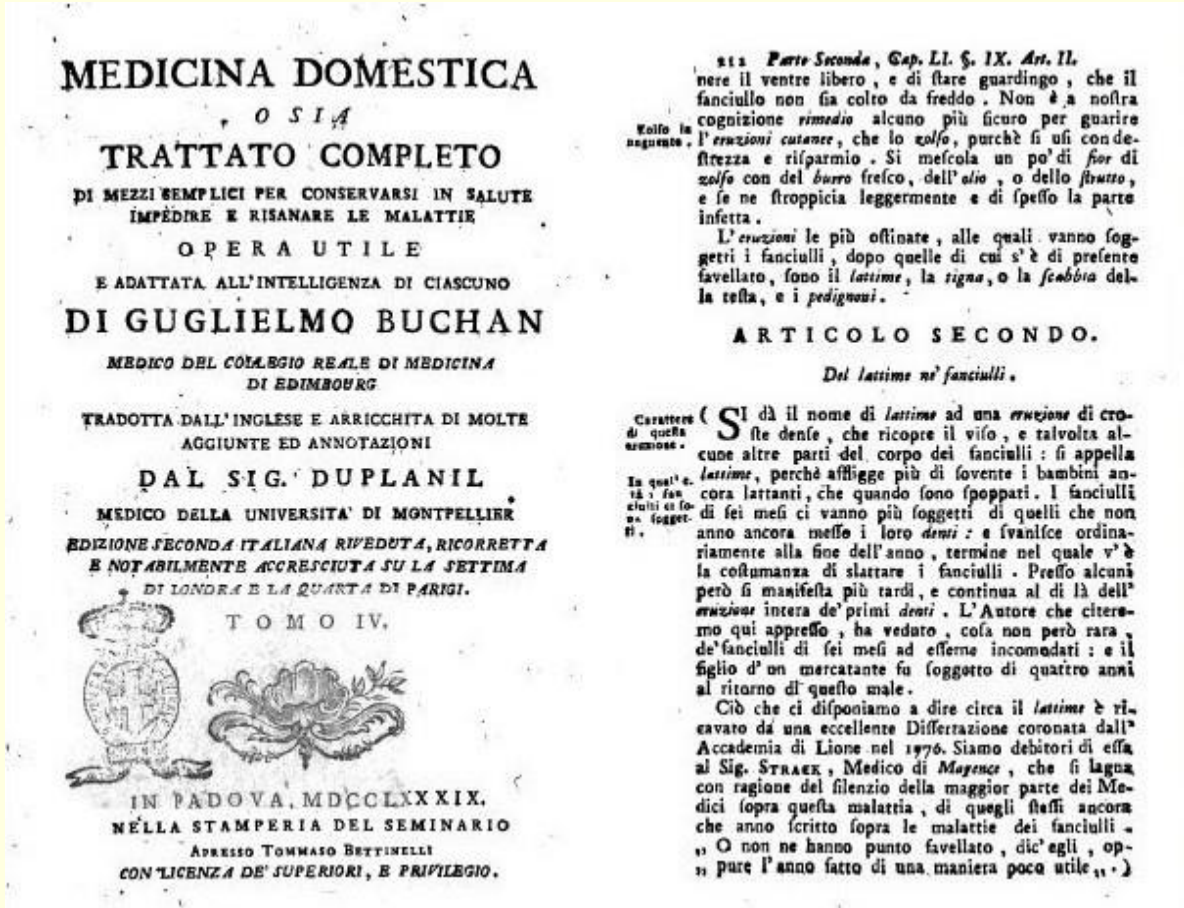 MEDICINA DOMESTICA
O SIA
TRATTATO COMPLETO
DI MEZZI SEMPLICI PER CONSERVARSI IN SALUTE
IMPEDIRE E RISANARE LE MALATTIE
OPERA UTILE
E ADATTATA ALL'INTELLIGENZA DI CIASCUNO
DI GUGLIELMO BUCHAN
MEDICO DEL COLLEGIO REALE DI MEDICINA
DI EDIMBOURG
TRADOTTA DALL'INGLESE E ARRICCHITA DI MOLTE
AGGIUNTE ED ANNOTAZIONI
DAL SIG. DUPLANIL
MEDICO DELLA UNIVERSITA' DI MONTPELLIER
EDIZIONE SECONDA ITALIANA RIVEDUTA, RICORRETTA
E NOTABILMENTE ACCRESCIUTA SU LA SETTIMA
DI LONDRA E LA QUARTA DI PARIGI.
TOMO IV.
IN PADOVA, MDCCLXXXIX.
NELLA STAMPERIA DEL SEMINARIO
APRESSO TOMMASO BETTINELLI
CON LICENZA DE' SUPERIORI, E PRIVILEGIO.
212 Parte Seconda, Cap. LI. §. IX. Art. II.
nere il ventre libero, e di ſtare guardingo, che il
fanciullo non ſia colto da freddo. Non è a noſtra
cognizione rimedio alcuno più ſicuro per guarire
Zolfo in
unguento.
l'eruzioni cutanee, che lo zolfo, purchè ſi uſi con de-
ſtrezza e riſparmio. Si meſcola un po' di fior di
zolfo con del burro freſco, dell'olio, o dello ſtrutto,
e ſe ne ſtroppicia leggermente e di ſpeſſo la parte
infetta.
L'eruzioni le più oſtinate, alle quali vanno ſog-
getti i fanciulli, dopo quelle di cui s'è di preſente
favellato, ſono il lattime, la tigna, o la ſcabbia del-
la teſta, e i pedignoni.
ARTICOLO SECONDO.
Del lattime ne' fanciulli.
Carattere
di queſta
eruzione.
( SI dà il nome di lattime ad una eruzione di cro-
ſte denſe, che ricopre il viſo, e talvolta al-
cune altre parti del corpo dei fanciulli: ſi appella
lattime, perchè affligge più di ſovente i bambini an-
In qual'e-
tà i fan
ciulli ci ſo-
no ſogget-
ti.
cora lattanti, che quando ſono ſpoppati. I fanciulli
di ſei meſi ci vanno più ſoggetti di quelli che non
anno ancora meſſo i loro denti: e ſvaniſce ordina-
riamente alla fine dell'anno, termine nel quale v'è
la coſtumanza di slattare i fanciulli. Preſſo alcuni
però ſi manifeſta più tardi, e continua al di là dell'
eruzione intera de' primi denti. L'Autore che citere-
mo qui appreſſo, ha veduto, coſa non però rara,
de' fanciulli di ſei meſi ad eſſerne incomodati: e il
figlio d'un mercatante fu ſoggetto di quattro anni
al ritorno di queſto male.
Ciò che ci diſponiamo a dire circa il lattime è ri-
cavato da una eccellente Diſſertazione coronata dall'
Accademia di Lione nel 1776. Siamo debitori di eſſa
al Sig. STRACK, Medico di Magence, che ſi lagna
con ragione del ſilenzio della maggior parte dei Me-
dici ſopra queſta malattia, di quegli ſteſſi ancora
che anno ſcritto ſopra le malattie dei fanciulli.
„ O non ne hanno punto favellato, dic'egli, op-
„ pure l'anno fatto di una maniera poco utile„.)